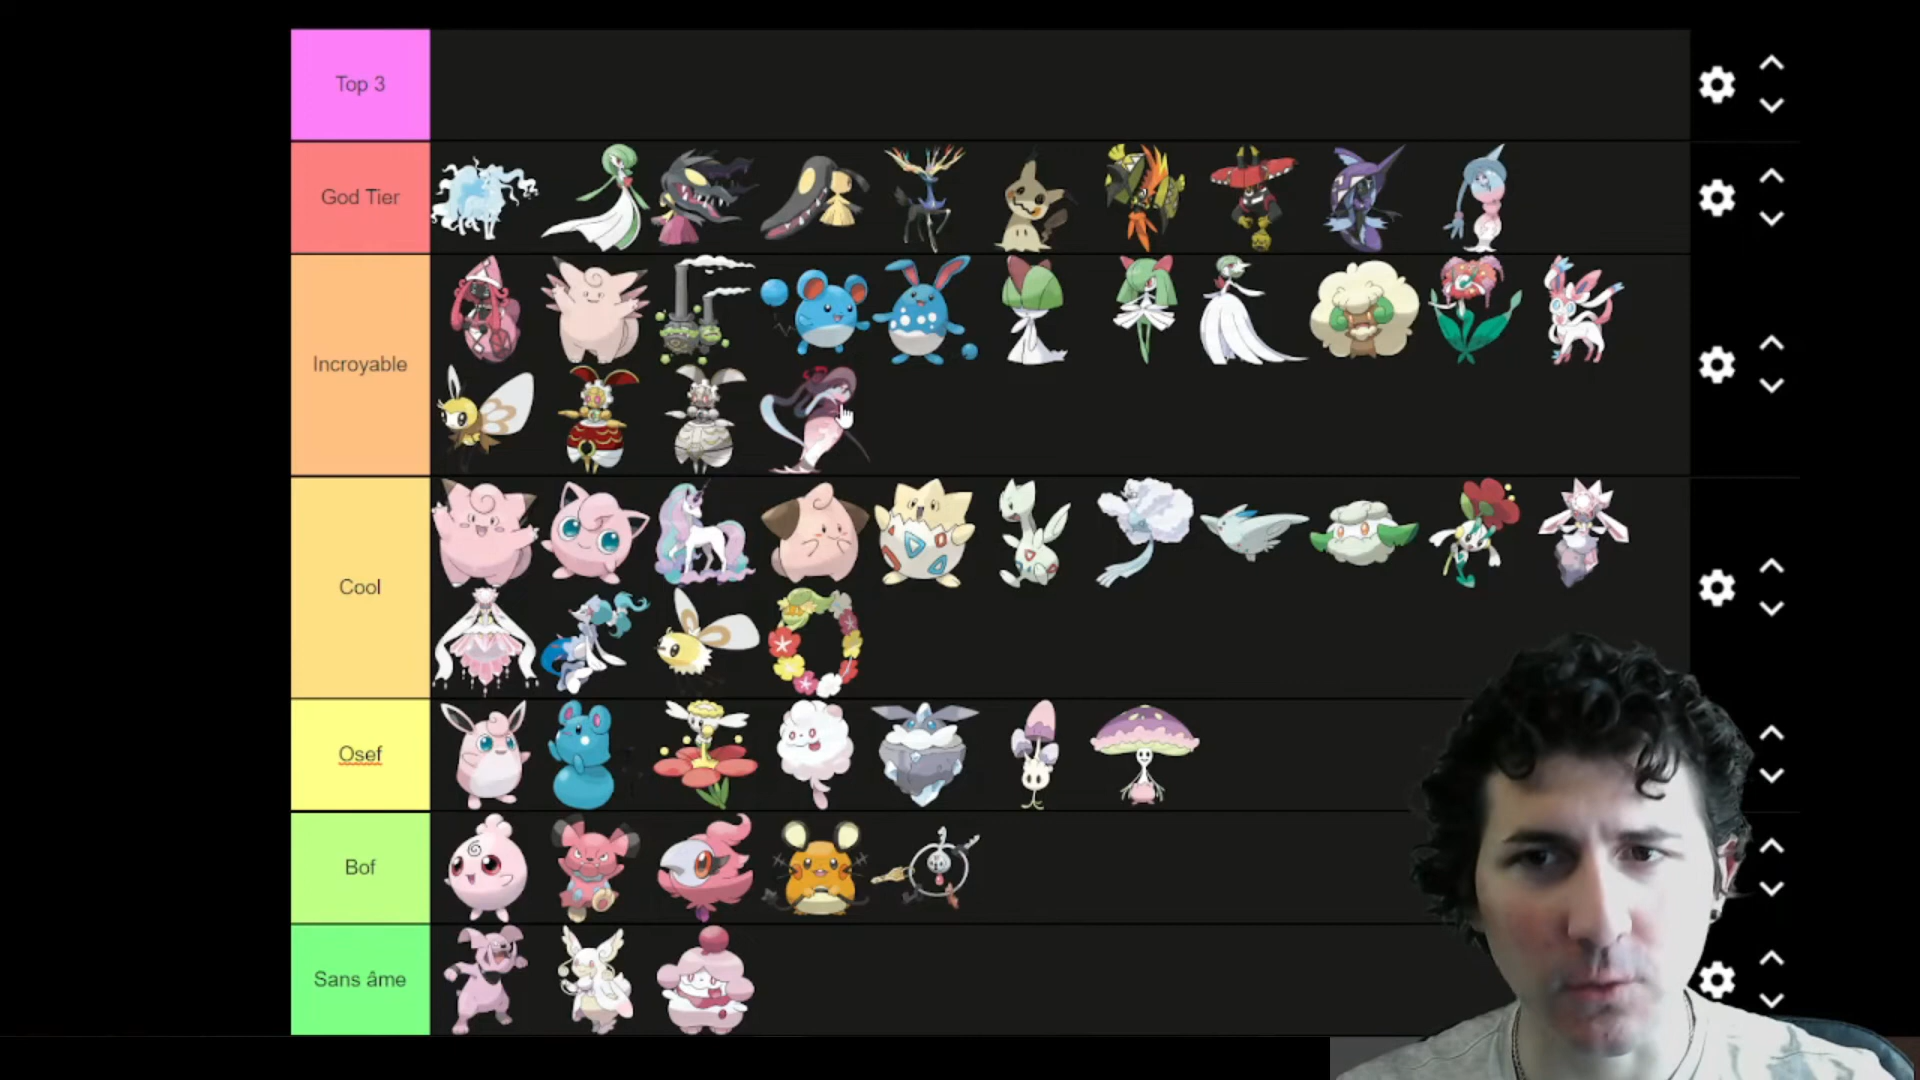 Top 3
God Tier
Incroyable
Cool
Osef
Bof
Sans âme